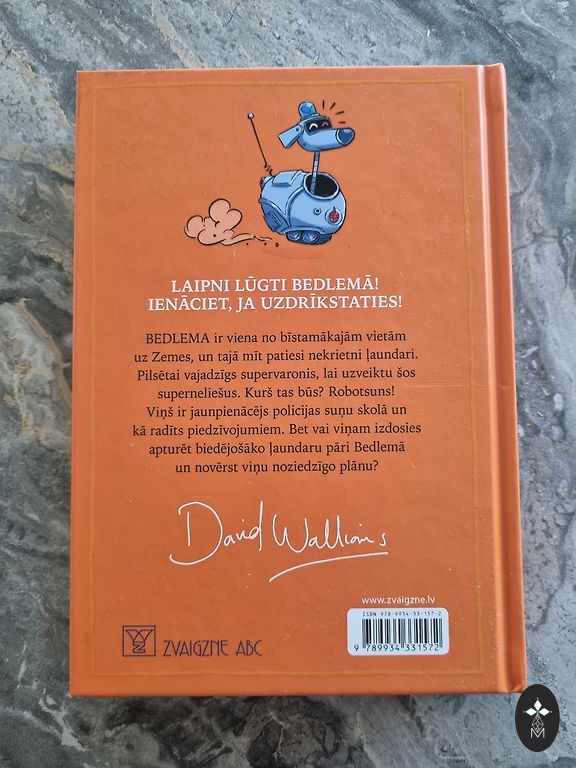 LAIPNI LŪGTI BEDLEMĀ!
IENĀCIET, JA UZDRĪKSTATIES!
BEDLEMA ir viena no bīstamākajām vietām
uz Zemes, un tajā mīt patiesi nekrietni ļaundari.
Pilsētai vajadzīgs supervaronis, lai uzveiktu šos
superneliešus. Kurš tas būs? Robotsuns!
Viņš ir jaunpienācējs policijas suņu skolā un
kā radīts piedzīvojumiem. Bet vai viņam izdosies
apturēt biedējošāko ļaundaru pāri Bedlemā
un novērst viņu noziedzīgo plānu?
David Walliams
www.zvaigzne.lv
ISBN 978-9934-33-157-2
9 789934 331572
ZVAIGZNE ABC